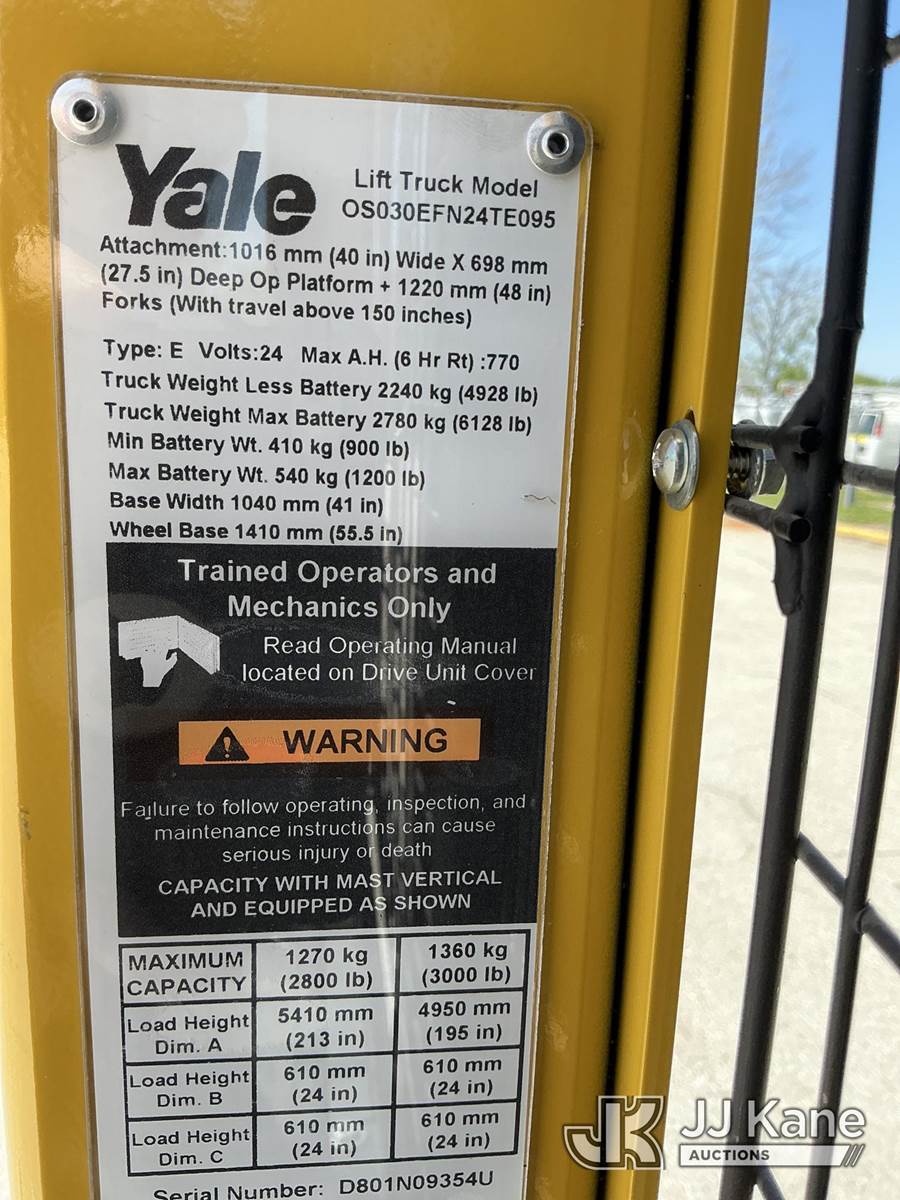 Yale
Lift Truck Model
OS030EFN24TE095
Attachment:1016 mm (40 in) Wide X 698 mm
(27.5 in) Deep Op Platform + 1220 mm (48 in)
Forks (With travel above 150 inches)
Type: E Volts:24 Max A.H. (6 Hr Rt) :770
Truck Weight Less Battery 2240 kg (4928 lb)
Truck Weight Max Battery 2780 kg (6128 lb)
Min Battery Wt. 410 kg (900 lb)
Max Battery Wt. 540 kg (1200 lb)
Base Width 1040 mm (41 in)
Wheel Base 1410 mm (55.5 in)
Trained Operators and
Mechanics Only
Read Operating Manual
located on Drive Unit Cover
WARNING
Failure to follow operating, inspection, and
maintenance instructions can cause
serious injury or death
CAPACITY WITH MAST VERTICAL
AND EQUIPPED AS SHOWN
MAXIMUM CAPACITY 1270 kg (2800 lb) 1360 kg (3000 lb)
Load Height Dim. A 5410 mm (213 in) 4950 mm (195 in)
Load Height Dim. B 610 mm (24 in) 610 mm (24 in)
Load Height Dim. C 610 mm (24 in) 610 mm (24 in)
Serial Number: D801N09354U
JK JJ Kane
AUCTIONS